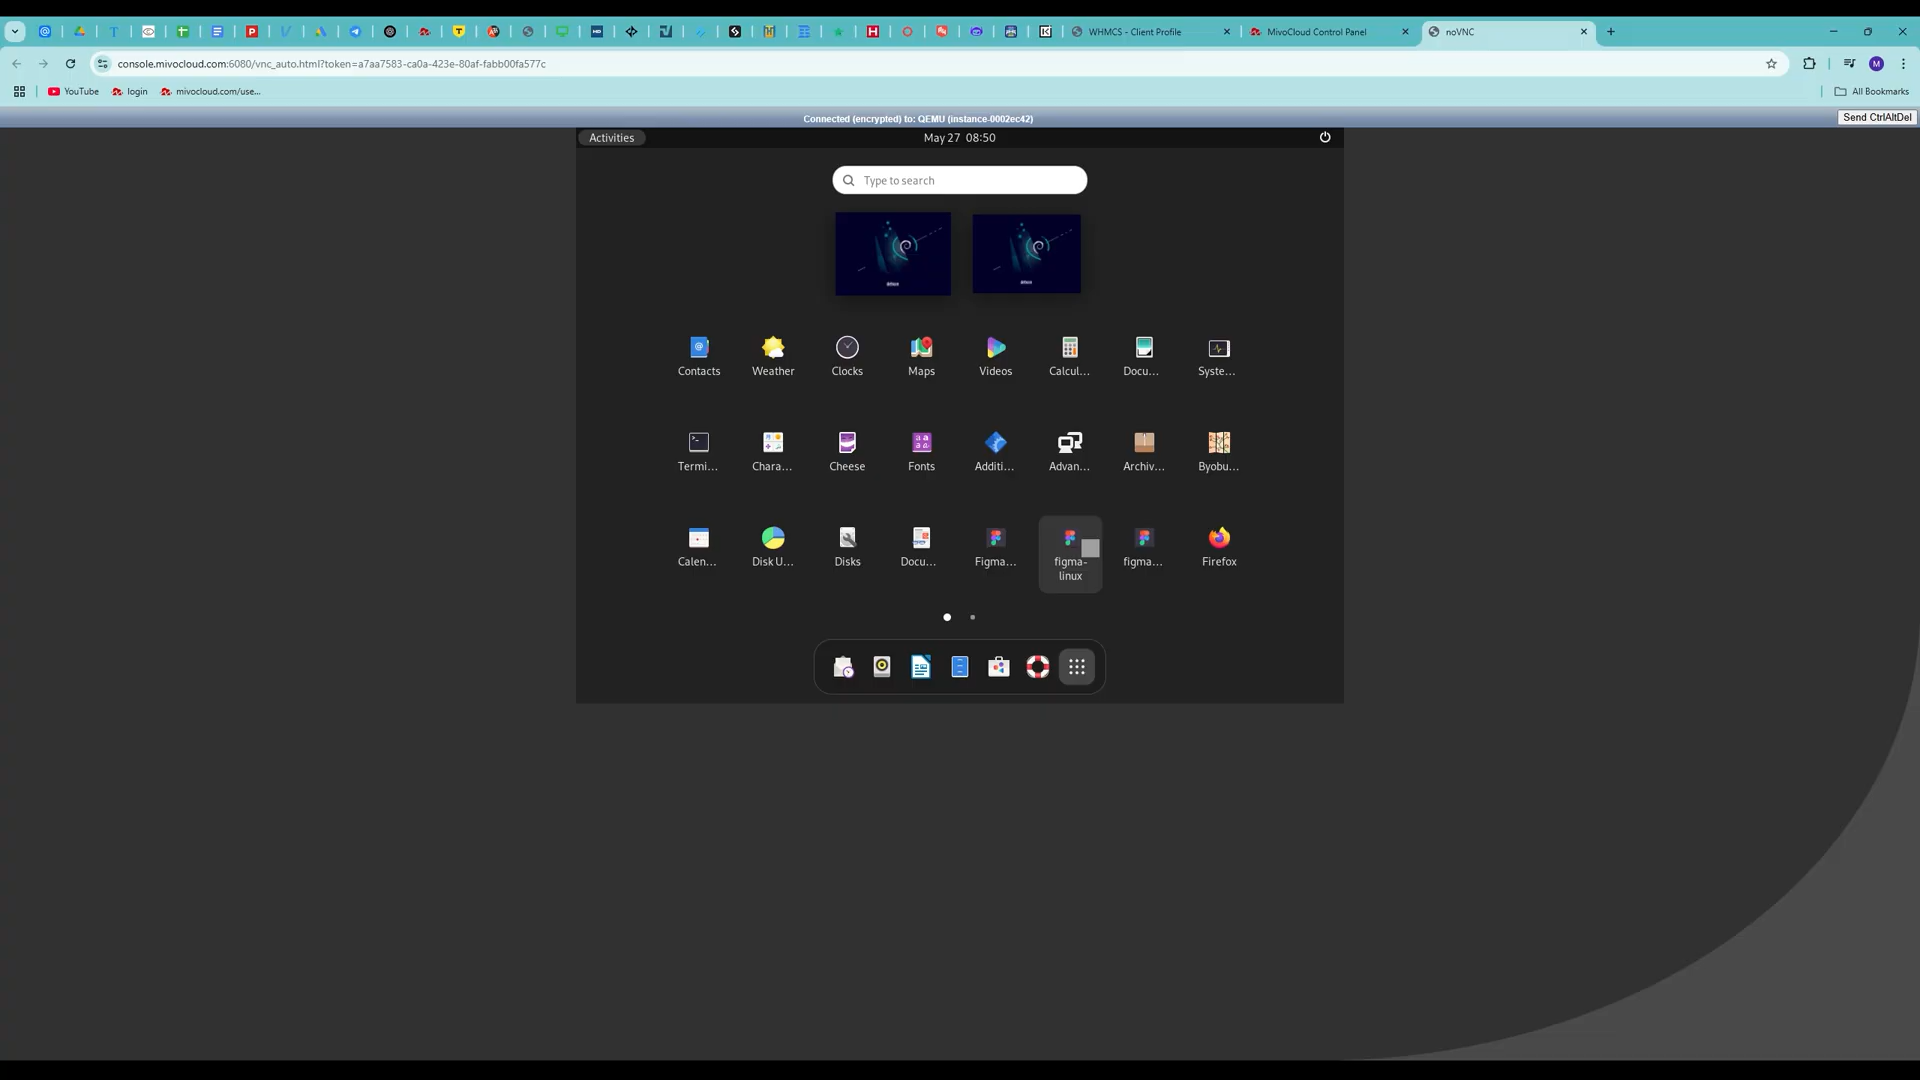 WHMCS - Client Profile
MivoCloud Control Panel
noVNC
console.mivocloud.com:6080/vnc_auto.html?token=a7aa7583-ca0a-423e-80af-fabb00fa577c
YouTube
login
mivocloud.com/use...
All Bookmarks
Connected (encrypted) to: QEMU (instance-0002ec42)
Send CtrlAltDel
Activities
May 27 08:50
Type to search
Contacts
Weather
Clocks
Maps
Videos
Calcul...
Docu...
Syste...
Termi...
Chara...
Cheese
Fonts
Additi...
Advan...
Archiv...
Byobu...
Calen...
Disk U...
Disks
Docu...
Figma...
figma-
linux
figma...
Firefox